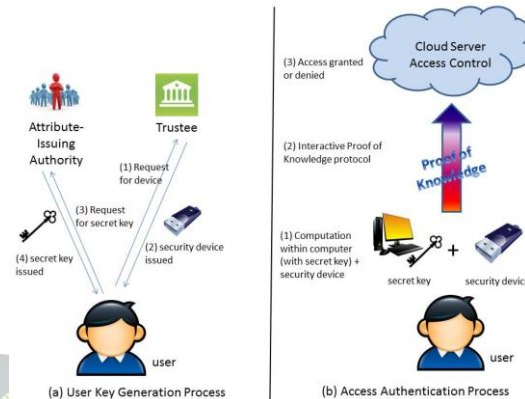 Attribute-
Issuing
Authority
Trustee
(1) Request
for device
(3) Request
for secret key
(4) secret key
issued
(2) security device
issued
user
(a) User Key Generation Process
Cloud Server
Access Control
(3) Access granted
or denied
(2) Interactive Proof of
Knowledge protocol
Proof of
Knowledge
(1) Computation
within computer
(with secret key) +
security device
+
secret key
security device
user
(b) Access Authentication Process